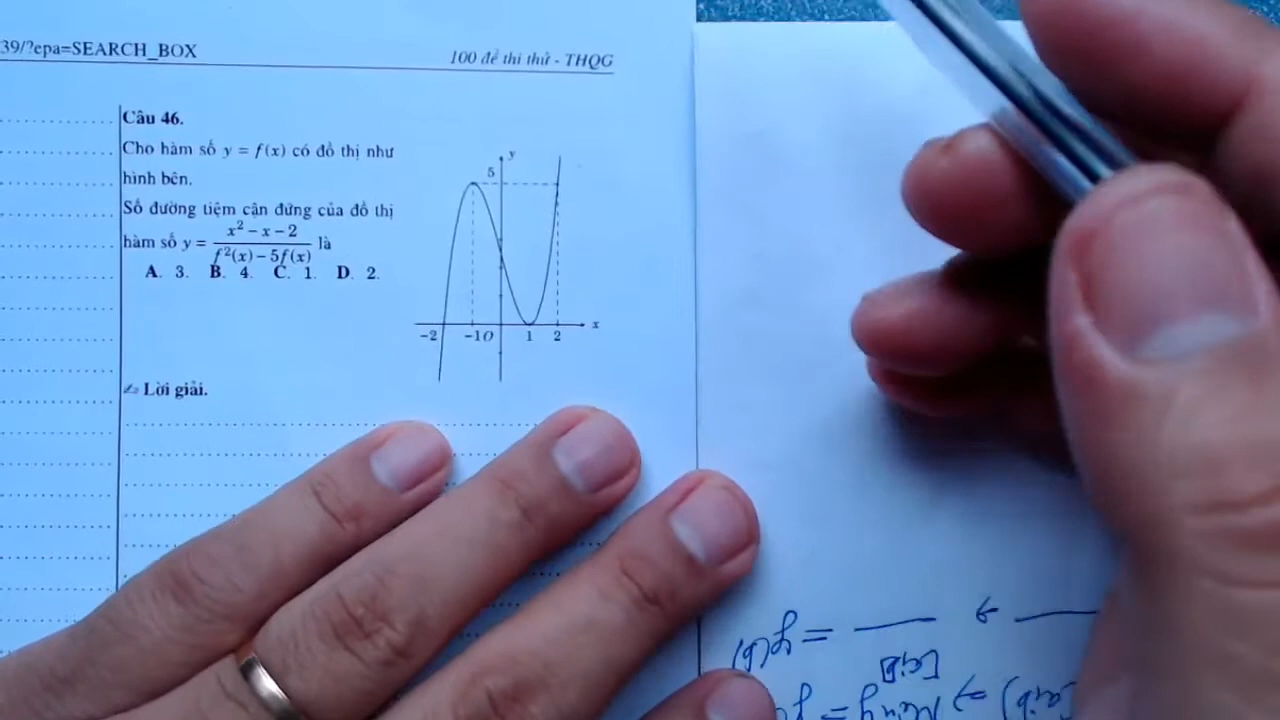 39/?epa=SEARCH_BOX
100 đề thi thử - THQG
Câu 46.
Cho hàm số y = f(x) có đồ thị như
hình bên.
Số đường tiệm cận đứng của đồ thị
hàm số y = (x² − x − 2)/(f²(x) − 5f(x)) là
A. 3. B. 4. C. 1. D. 2.
y
5
−2 −1 O 1 2 x
Lời giải.